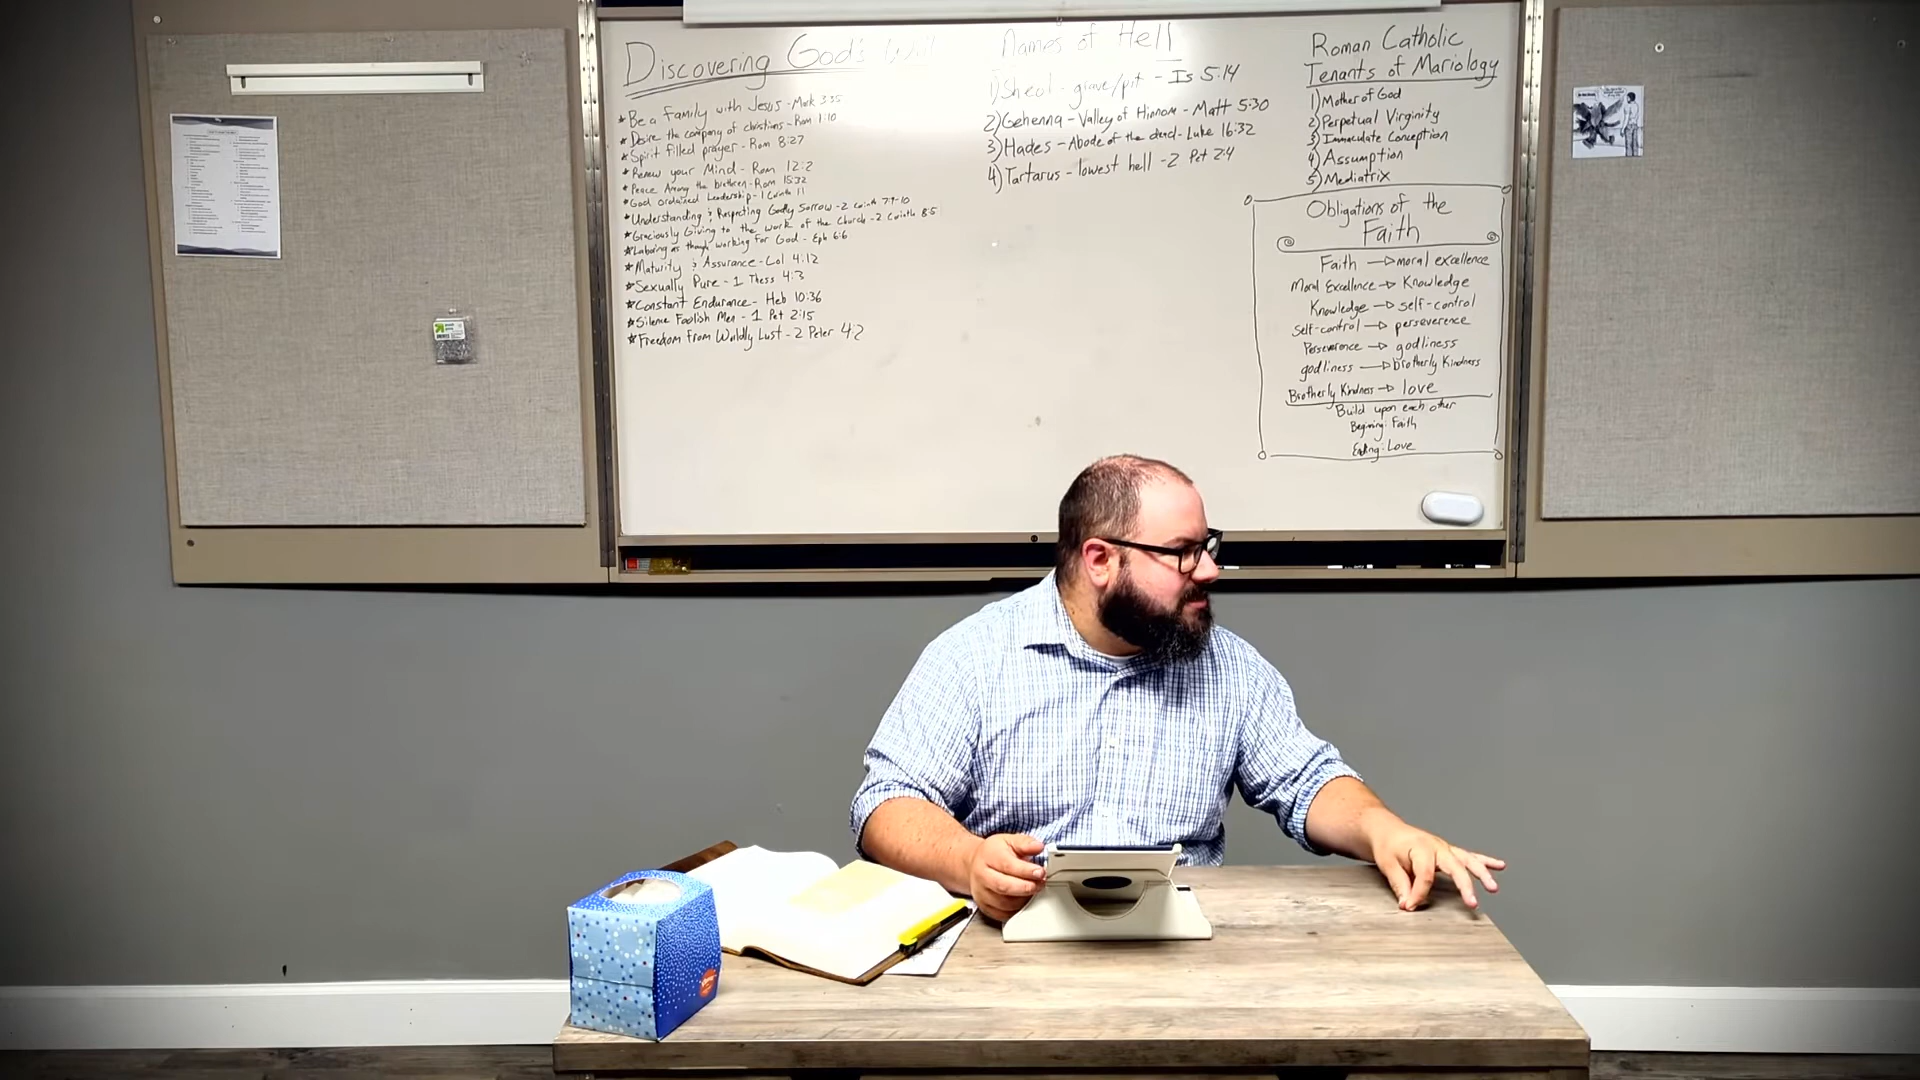 Discovering God's Will
★Be a Family with Jesus - Mark 3:35
★Desire the company of christians - Rom 1:10
★Spirit filled prayer - Rom 8:27
★Renew your Mind - Rom 12:2
★Peace Among the brethren - Rom 15:32
★God ordained Leadership - 1 Corinth 1:1
★Understanding & Respecting Godly Sorrow - 2 Corinth 7:9-10
★Graciously Giving to the work of the Church - 2 Corinth 8:5
★Laboring as though working for God - Eph 6:6
★Maturity & Assurance - Col 4:12
★Sexually Pure - 1 Thess 4:3
★Constant Endurance - Heb 10:36
★Silence Foolish Men - 1 Pet 2:15
★Freedom from Worldly Lust - 2 Peter 4:2
Names of Hell
1) Sheol - grave/pit - Is 5:14
2) Gehenna - Valley of Hinnom - Matt 5:30
3) Hades - Abode of the dead - Luke 16:32
4) Tartarus - lowest hell - 2 Pet 2:4
Roman Catholic
Tenants of Mariology
1) Mother of God
2) Perpetual Virginity
3) Immaculate Conception
4) Assumption
5) Mediatrix
Obligations of the
Faith
Faith → moral excellence
Moral Excellence → Knowledge
Knowledge → self-control
Self-control → perseverence
Perseverance → godliness
godliness → brotherly Kindness
Brotherly Kindness → love
Build upon each other
Begining: Faith
Ending: Love